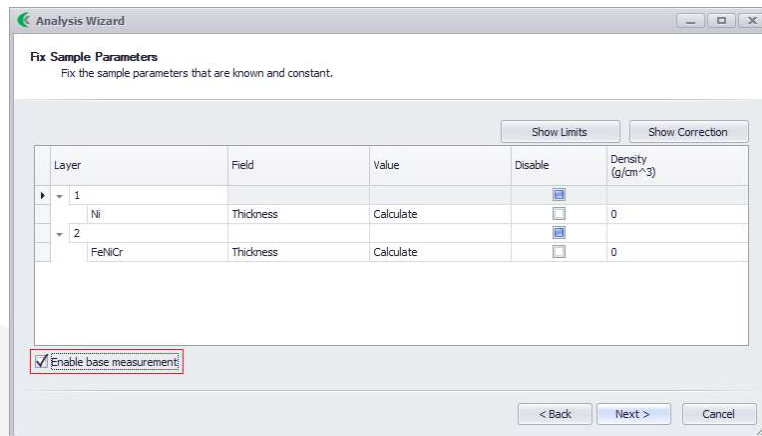 Analysis Wizard
Fix Sample Parameters
Fix the sample parameters that are known and constant.
Show Limits Show Correction
Layer Field Value Disable Density (g/cm^3)
1
Ni Thickness Calculate 0
2
FeNiCr Thickness Calculate 0
Enable base measurement
< Back Next > Cancel